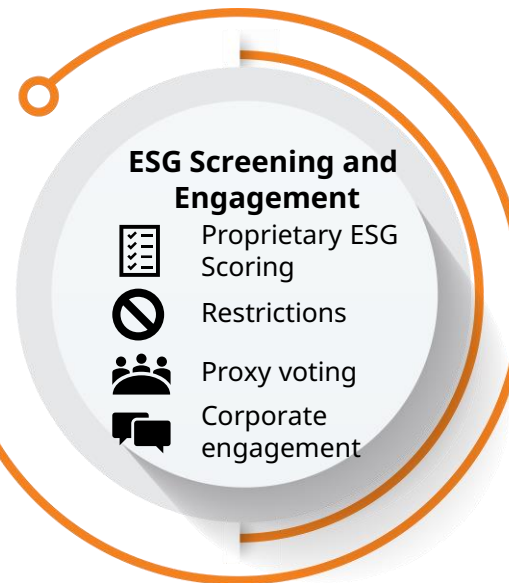 ESG Screening and
Engagement
Proprietary ESG
Scoring
Restrictions
Proxy voting
Corporate
engagement